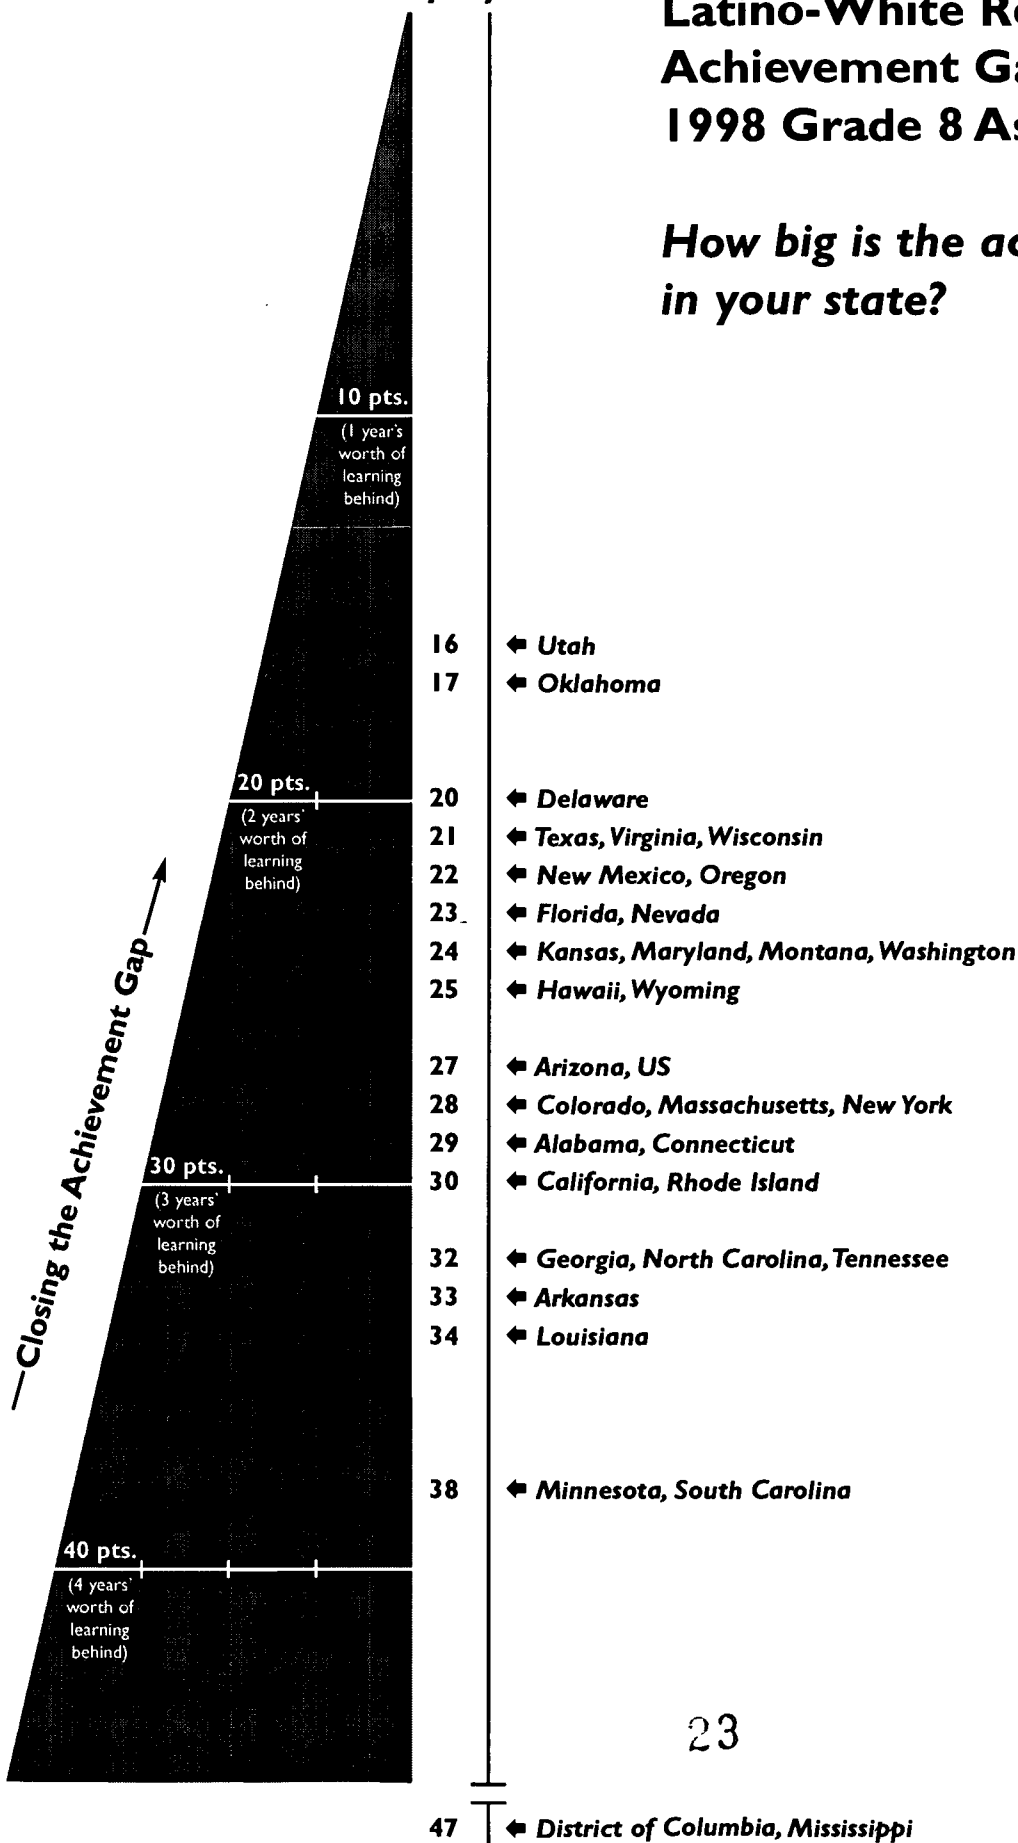 Latino-White
Achievement
1998 Grade 8
How big is the
in your state?
10 pts.
(1 year's
worth of
learning
behind)
16 Utah
17 Oklahoma
20 pts.
(2 years'
worth of
learning
behind)
20 Delaware
21 Texas, Virginia, Wisconsin
22 New Mexico, Oregon
23 Florida, Nevada
24 Kansas, Maryland, Montana, Washington
25 Hawaii, Wyoming
27 Arizona, US
28 Colorado, Massachusetts, New York
29 Alabama, Connecticut
30 pts.
(3 years'
worth of
learning
behind)
30 California, Rhode Island
32 Georgia, North Carolina, Tennessee
33 Arkansas
34 Louisiana
38 Minnesota, South Carolina
Closing the Achievement Gap
40 pts.
(4 years'
worth of
learning
behind)
23
47 District of Columbia, Mississippi